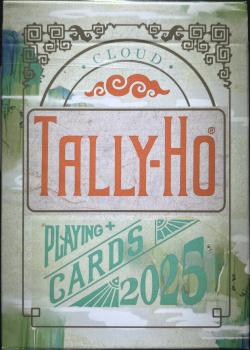 · CLOUD ·
TALLY-HO®
PLAYING +
CARDS
2025